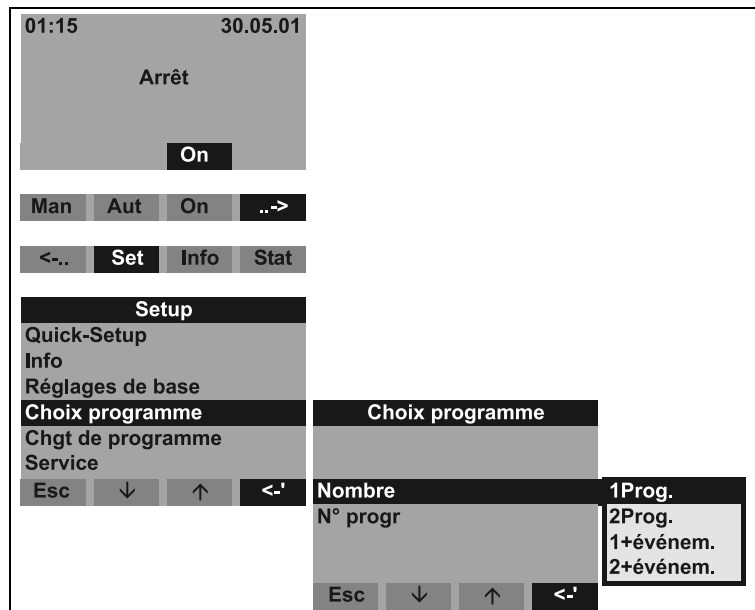 01:15 30.05.01
Arrêt
On
Man Aut On ..->
<-.. Set Info Stat
Setup
Quick-Setup
Info
Réglages de base
Choix programme
Chgt de programme
Service
Esc ↓ ↑ <-'
Choix programme
Nombre
N° progr
Esc ↓ ↑ <-'
1Prog.
2Prog.
1+événem.
2+événem.